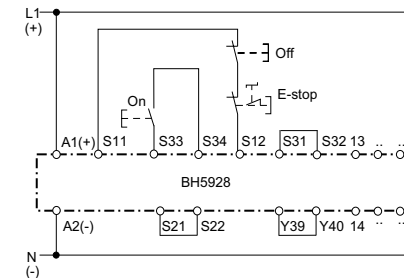 L1
(+)
Off
E-stop
On
A1(+) S11 S33 S34 S12 S31 S32 13 .. ..
BH5928
A2(-) S21 S22 Y39 Y40 14 .. ..
N
(-)